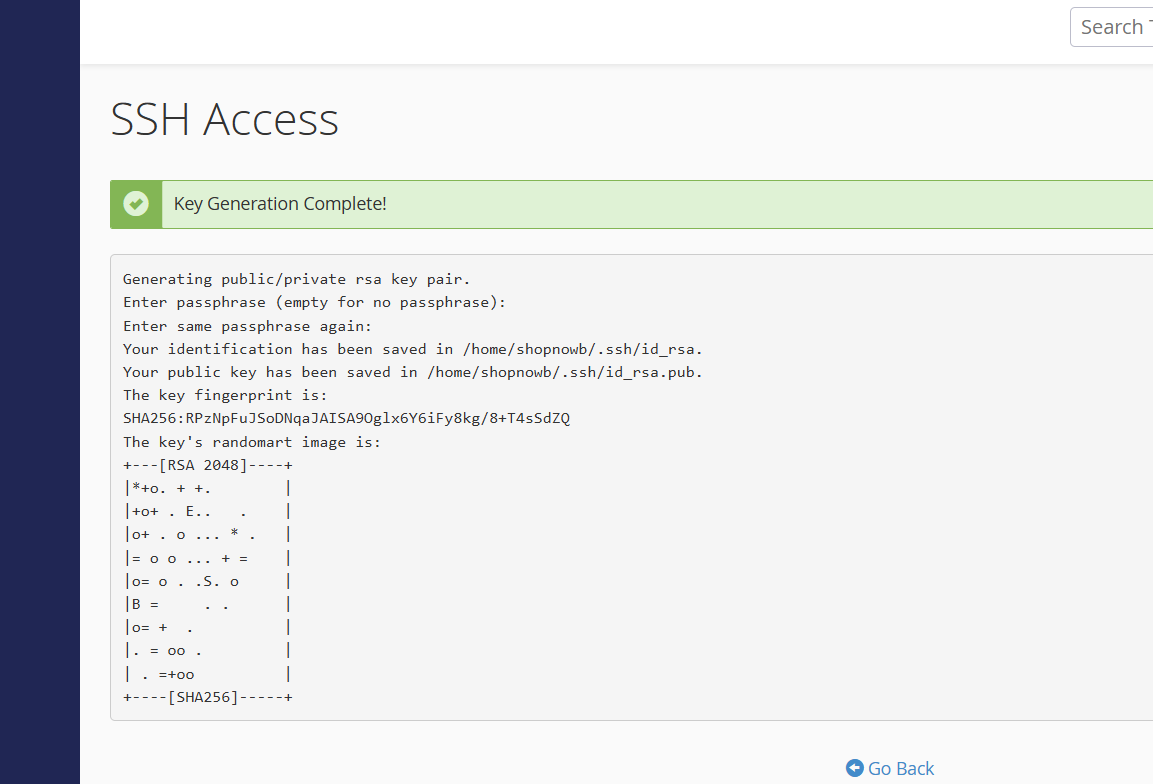 Search
SSH Access
Key Generation Complete!
Generating public/private rsa key pair.
Enter passphrase (empty for no passphrase):
Enter same passphrase again:
Your identification has been saved in /home/shopnowb/.ssh/id_rsa.
Your public key has been saved in /home/shopnowb/.ssh/id_rsa.pub.
The key fingerprint is:
SHA256:RPzNpFuJSoDNqaJAISA9Oglx6Y6iFy8kg/8+T4sSdZQ
The key's randomart image is:
+---[RSA 2048]----+
|*+o. + +.        |
|+o+ . E..   .    |
|o+ . o ... * .   |
|= o o ... + =    |
|o= o . .S. o     |
|B =     . .      |
|o= +  .          |
|. = oo .         |
| . =+oo          |
+----[SHA256]-----+
Go Back